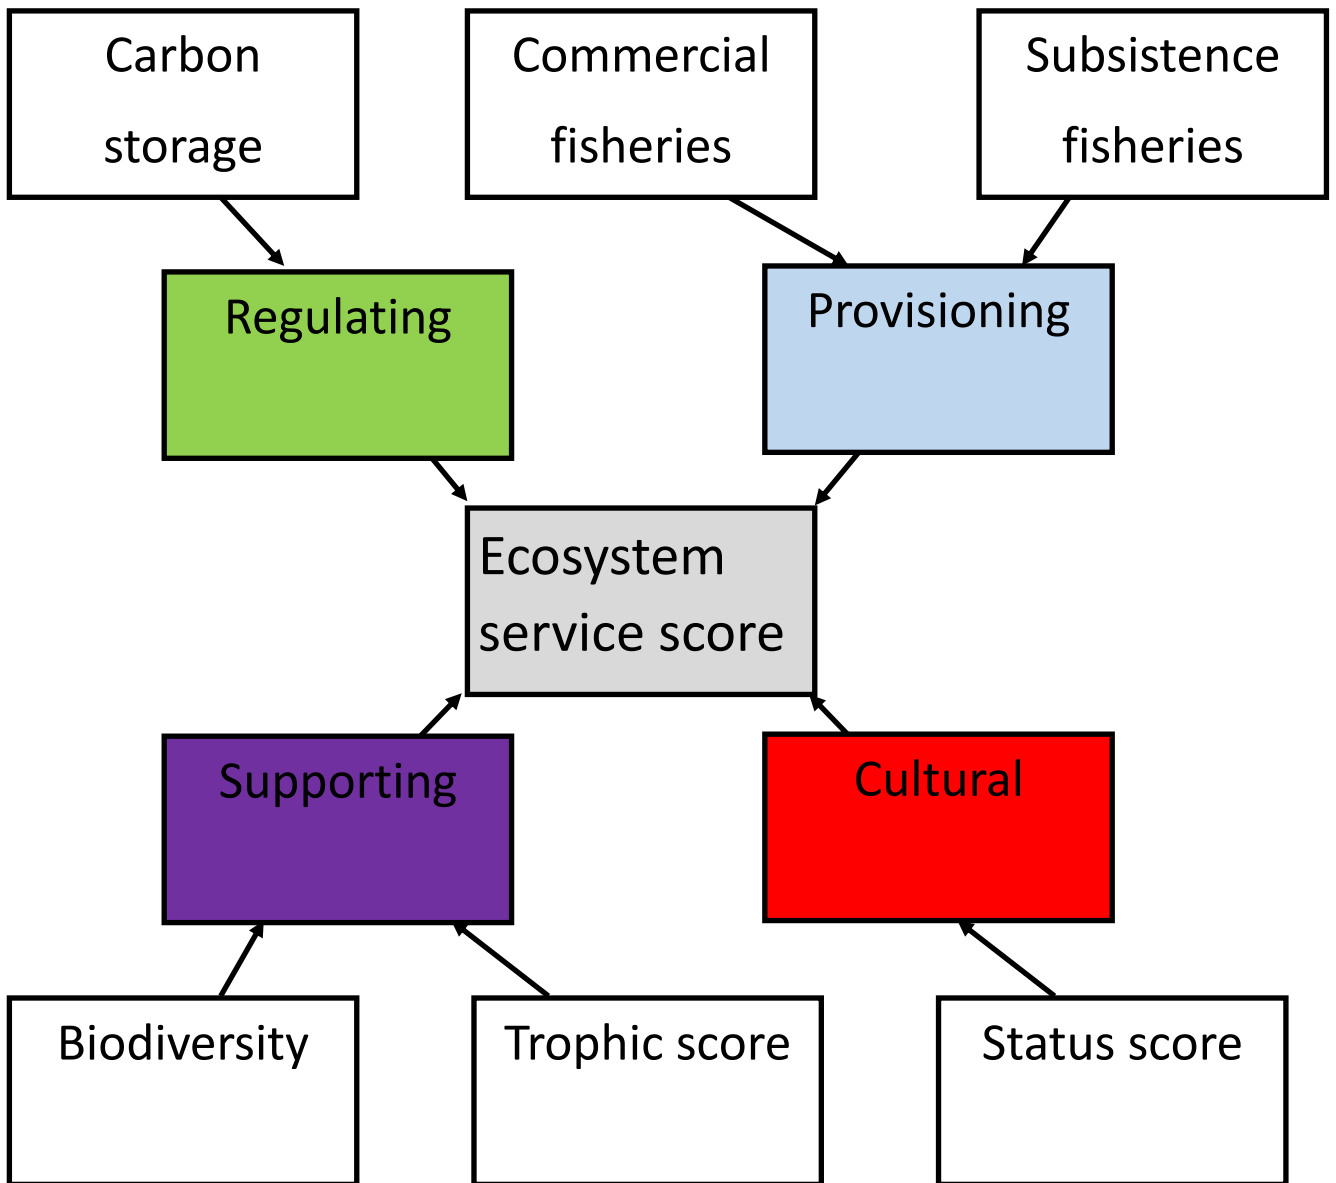 Carbon
storage
Commercial
fisheries
Subsistence
fisheries
Regulating
Provisioning
Ecosystem
service score
Supporting
Cultural
Biodiversity
Trophic score
Status score